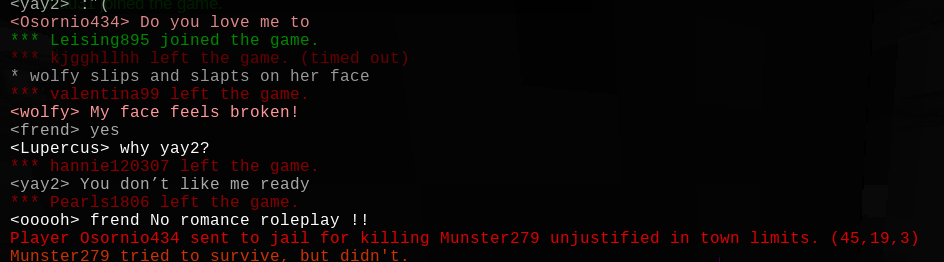 <yay2> :"(
<Osornio434> Do you love me to
*** Leising895 joined the game.
*** kjgghllhh left the game. (timed out)
* wolfy slips and slapts on her face
*** valentina99 left the game.
<wolfy> My face feels broken!
<frend> yes
<Lupercus> why yay2?
*** hannie120307 left the game.
<yay2> You don’t like me ready
*** Pearls1806 left the game.
<ooooh> frend No romance roleplay !!
Player Osornio434 sent to jail for killing Munster279 unjustified in town limits. (45,19,3)
Munster279 tried to survive, but didn't.